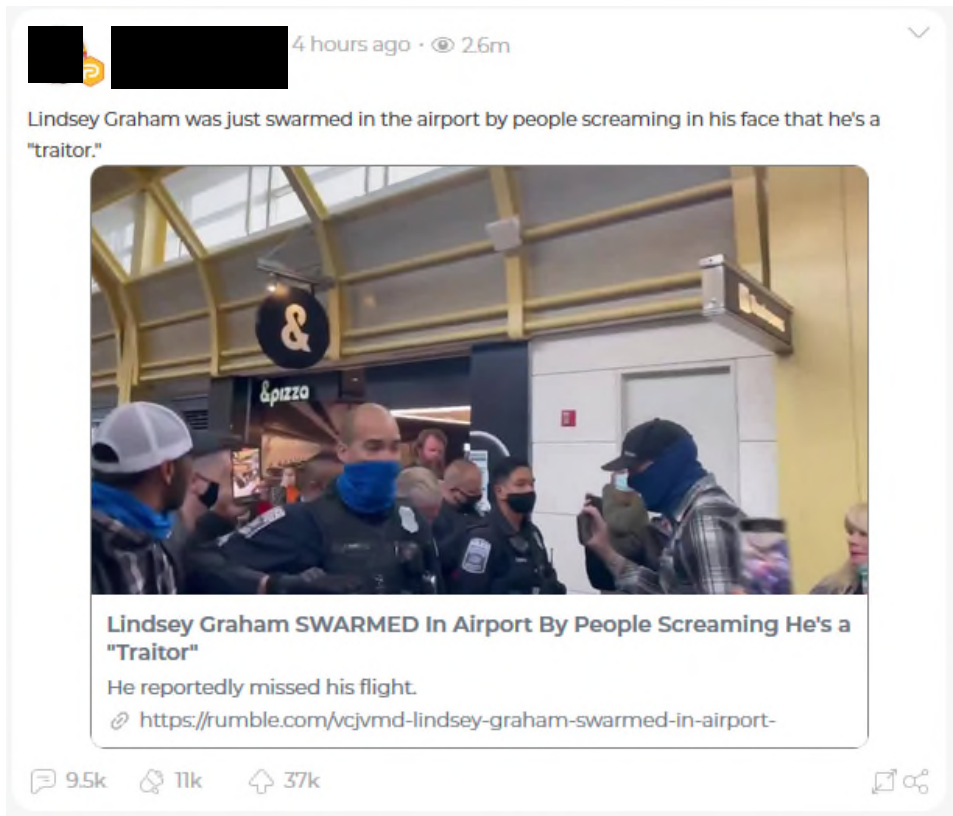 4 hours ago · 2.6m
Lindsey Graham was just swarmed in the airport by people screaming in his face that he's a
"traitor."
&
&pizza
Lindsey Graham SWARMED In Airport By People Screaming He's a
"Traitor"
He reportedly missed his flight.
https://rumble.com/vcjvmd-lindsey-graham-swarmed-in-airport-
9.5k 11k 37k